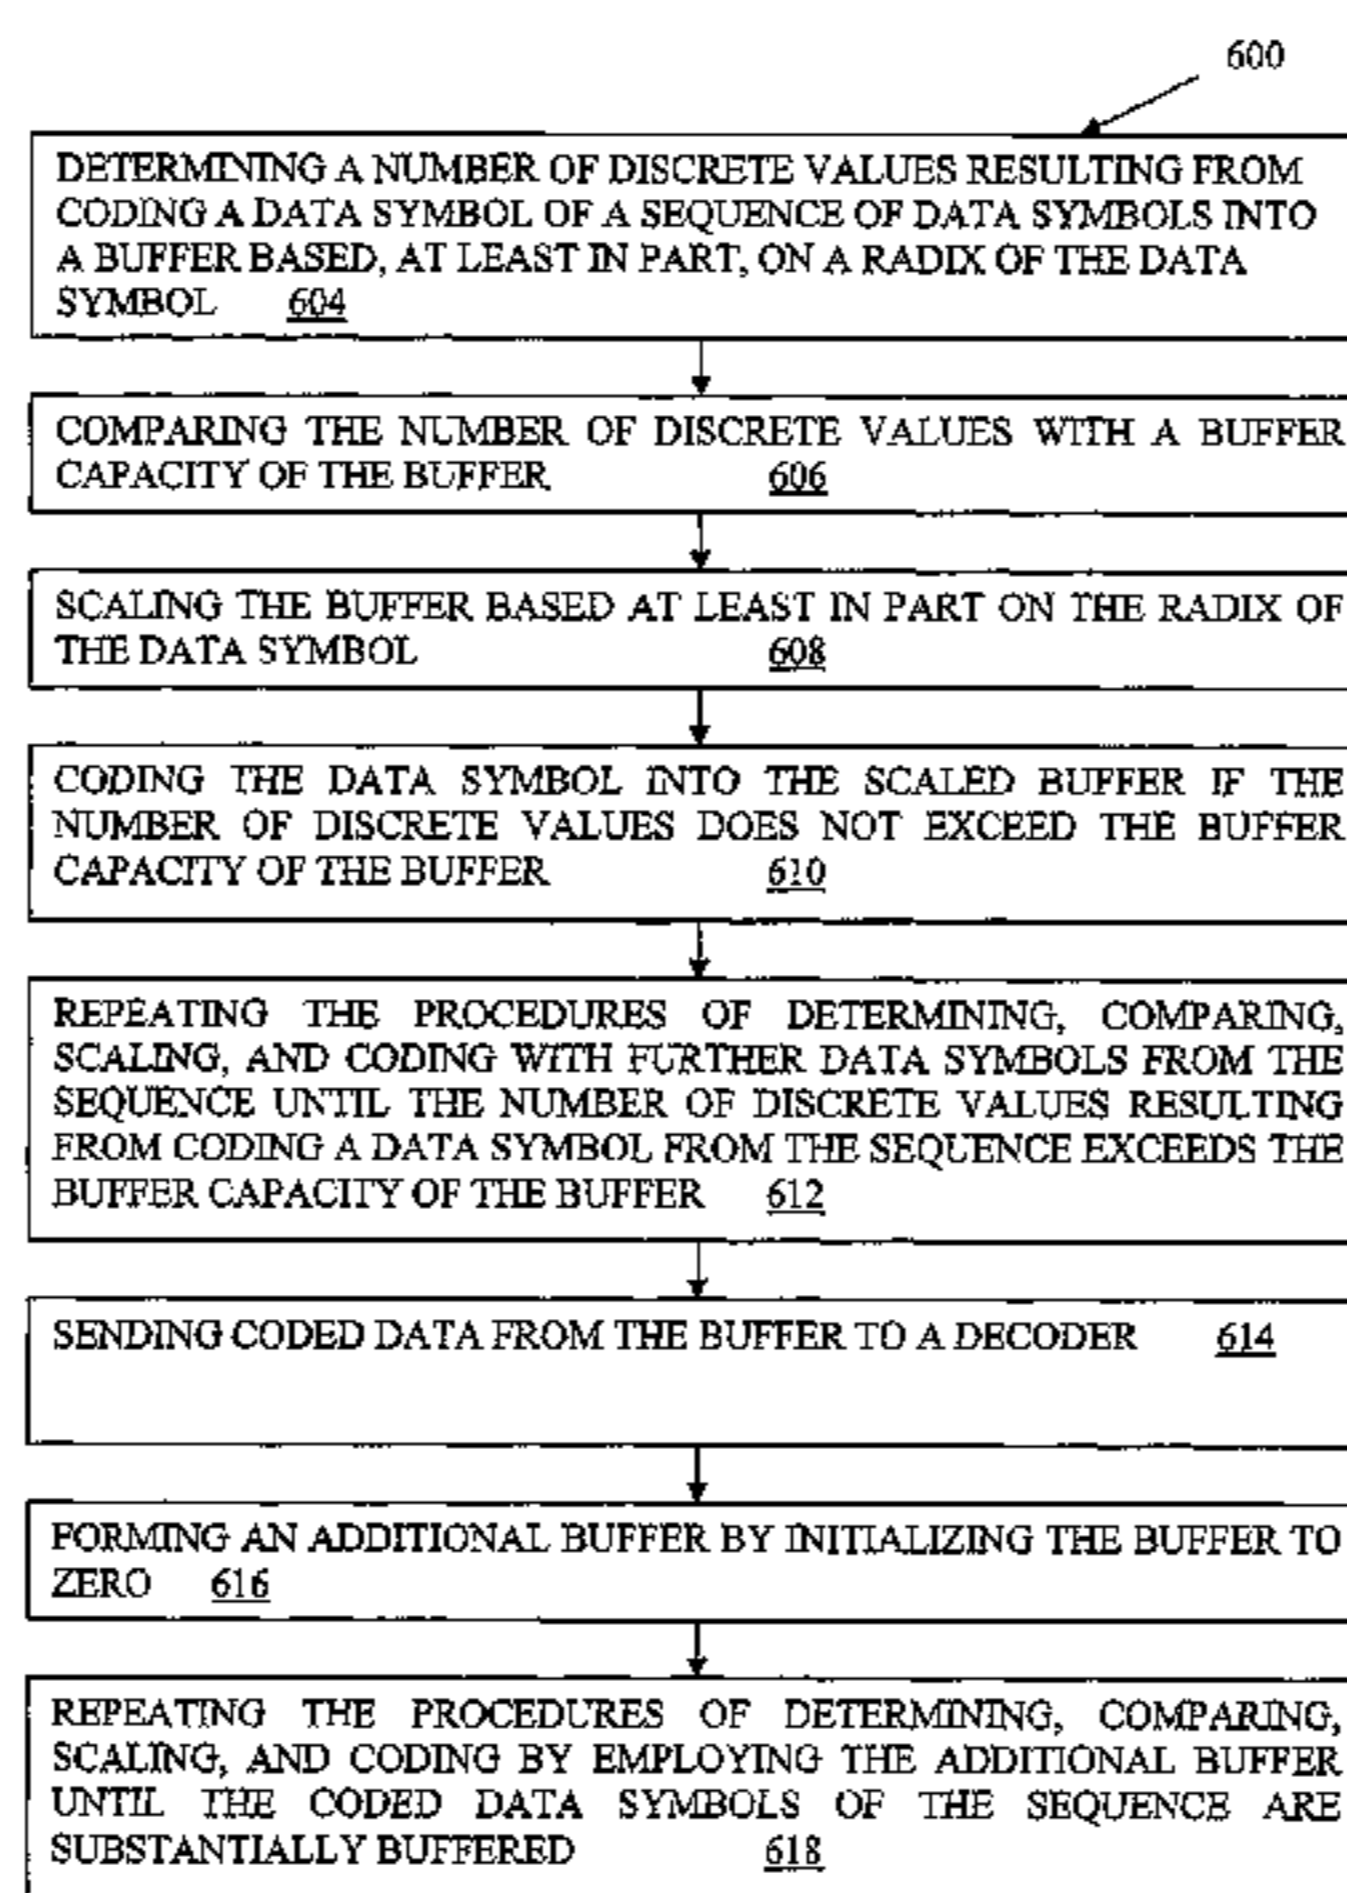 600
DETERMINING A NUMBER OF DISCRETE VALUES RESULTING FROM
CODING A DATA SYMBOL OF A SEQUENCE OF DATA SYMBOLS INTO
A BUFFER BASED, AT LEAST IN PART, ON A RADIX OF THE DATA
SYMBOL 604
COMPARING THE NUMBER OF DISCRETE VALUES WITH A BUFFER
CAPACITY OF THE BUFFER 606
SCALING THE BUFFER BASED AT LEAST IN PART ON THE RADIX OF
THE DATA SYMBOL 608
CODING THE DATA SYMBOL INTO THE SCALED BUFFER IF THE
NUMBER OF DISCRETE VALUES DOES NOT EXCEED THE BUFFER
CAPACITY OF THE BUFFER 610
REPEATING THE PROCEDURES OF DETERMINING, COMPARING,
SCALING, AND CODING WITH FURTHER DATA SYMBOLS FROM THE
SEQUENCE UNTIL THE NUMBER OF DISCRETE VALUES RESULTING
FROM CODING A DATA SYMBOL FROM THE SEQUENCE EXCEEDS THE
BUFFER CAPACITY OF THE BUFFER 612
SENDING CODED DATA FROM THE BUFFER TO A DECODER 614
FORMING AN ADDITIONAL BUFFER BY INITIALIZING THE BUFFER TO
ZERO 616
REPEATING THE PROCEDURES OF DETERMINING, COMPARING,
SCALING, AND CODING BY EMPLOYING THE ADDITIONAL BUFFER
UNTIL THE CODED DATA SYMBOLS OF THE SEQUENCE ARE
SUBSTANTIALLY BUFFERED 618